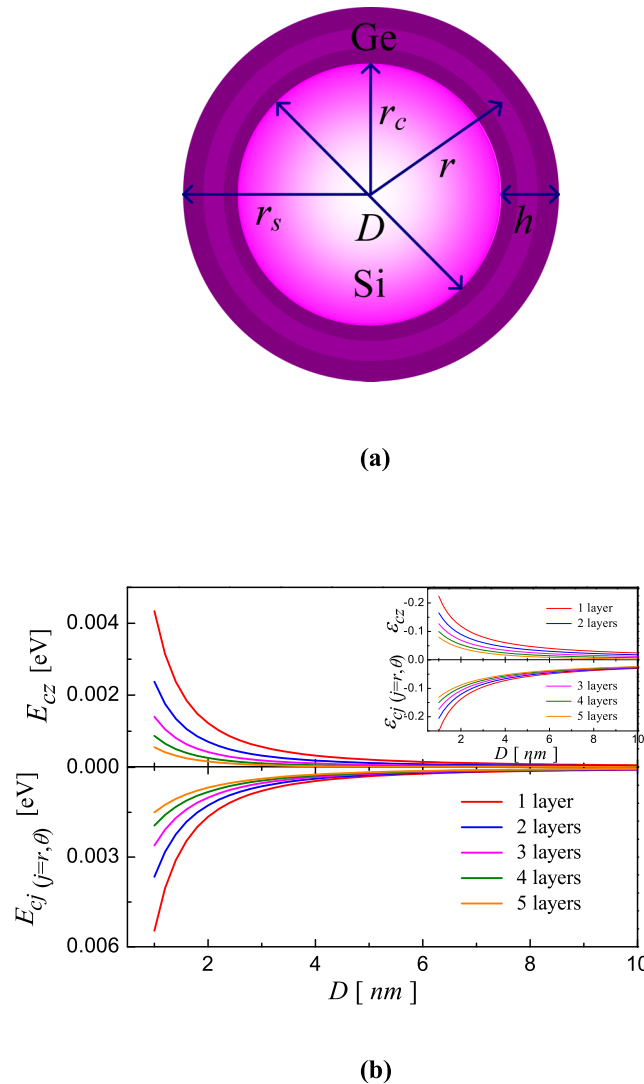 Ge
r_c
r
r_s
D
h
Si
(a)
E_cz [eV]
0.004
0.002
0.000
E_cj (j=r,θ) [eV]
0.003
0.006
2 4 6 8 10
D [ nm ]
1 layer
2 layers
3 layers
4 layers
5 layers
ε_cz
-0.2
-0.1
0.0
1 layer
2 layers
ε_cj (j=r,θ)
-0.1
-0.2
3 layers
4 layers
5 layers
2 4 6 8 10
D [ nm ]
(b)